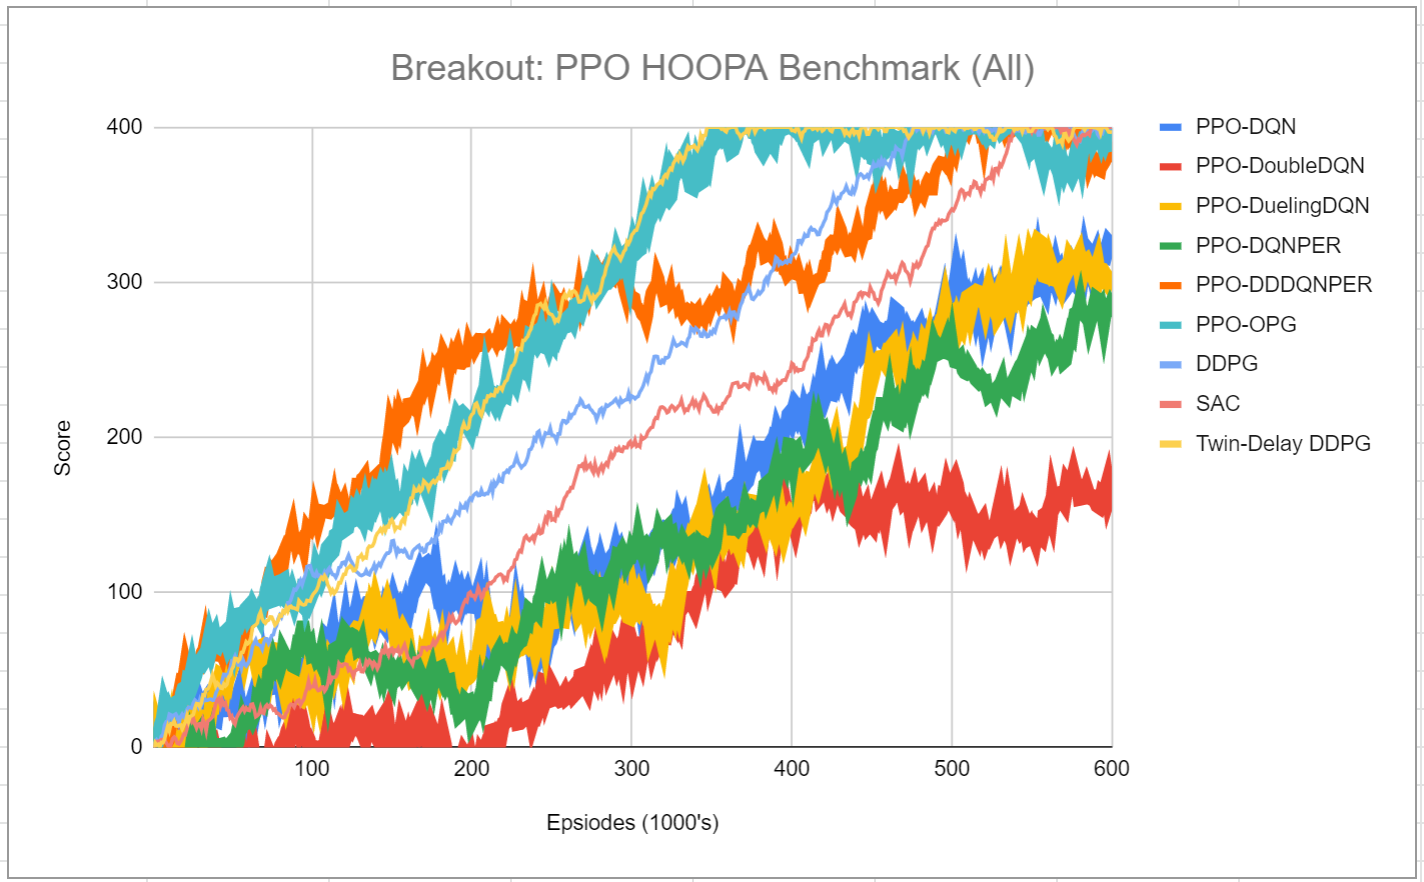 Breakout: PPO HOOPA Benchmark (All)
400
300
200
100
0
Score
100
200
300
400
500
600
Epsiodes (1000's)
PPO-DQN
PPO-DoubleDQN
PPO-DuelingDQN
PPO-DQNPER
PPO-DDDQNPER
PPO-OPG
DDPG
SAC
Twin-Delay DDPG